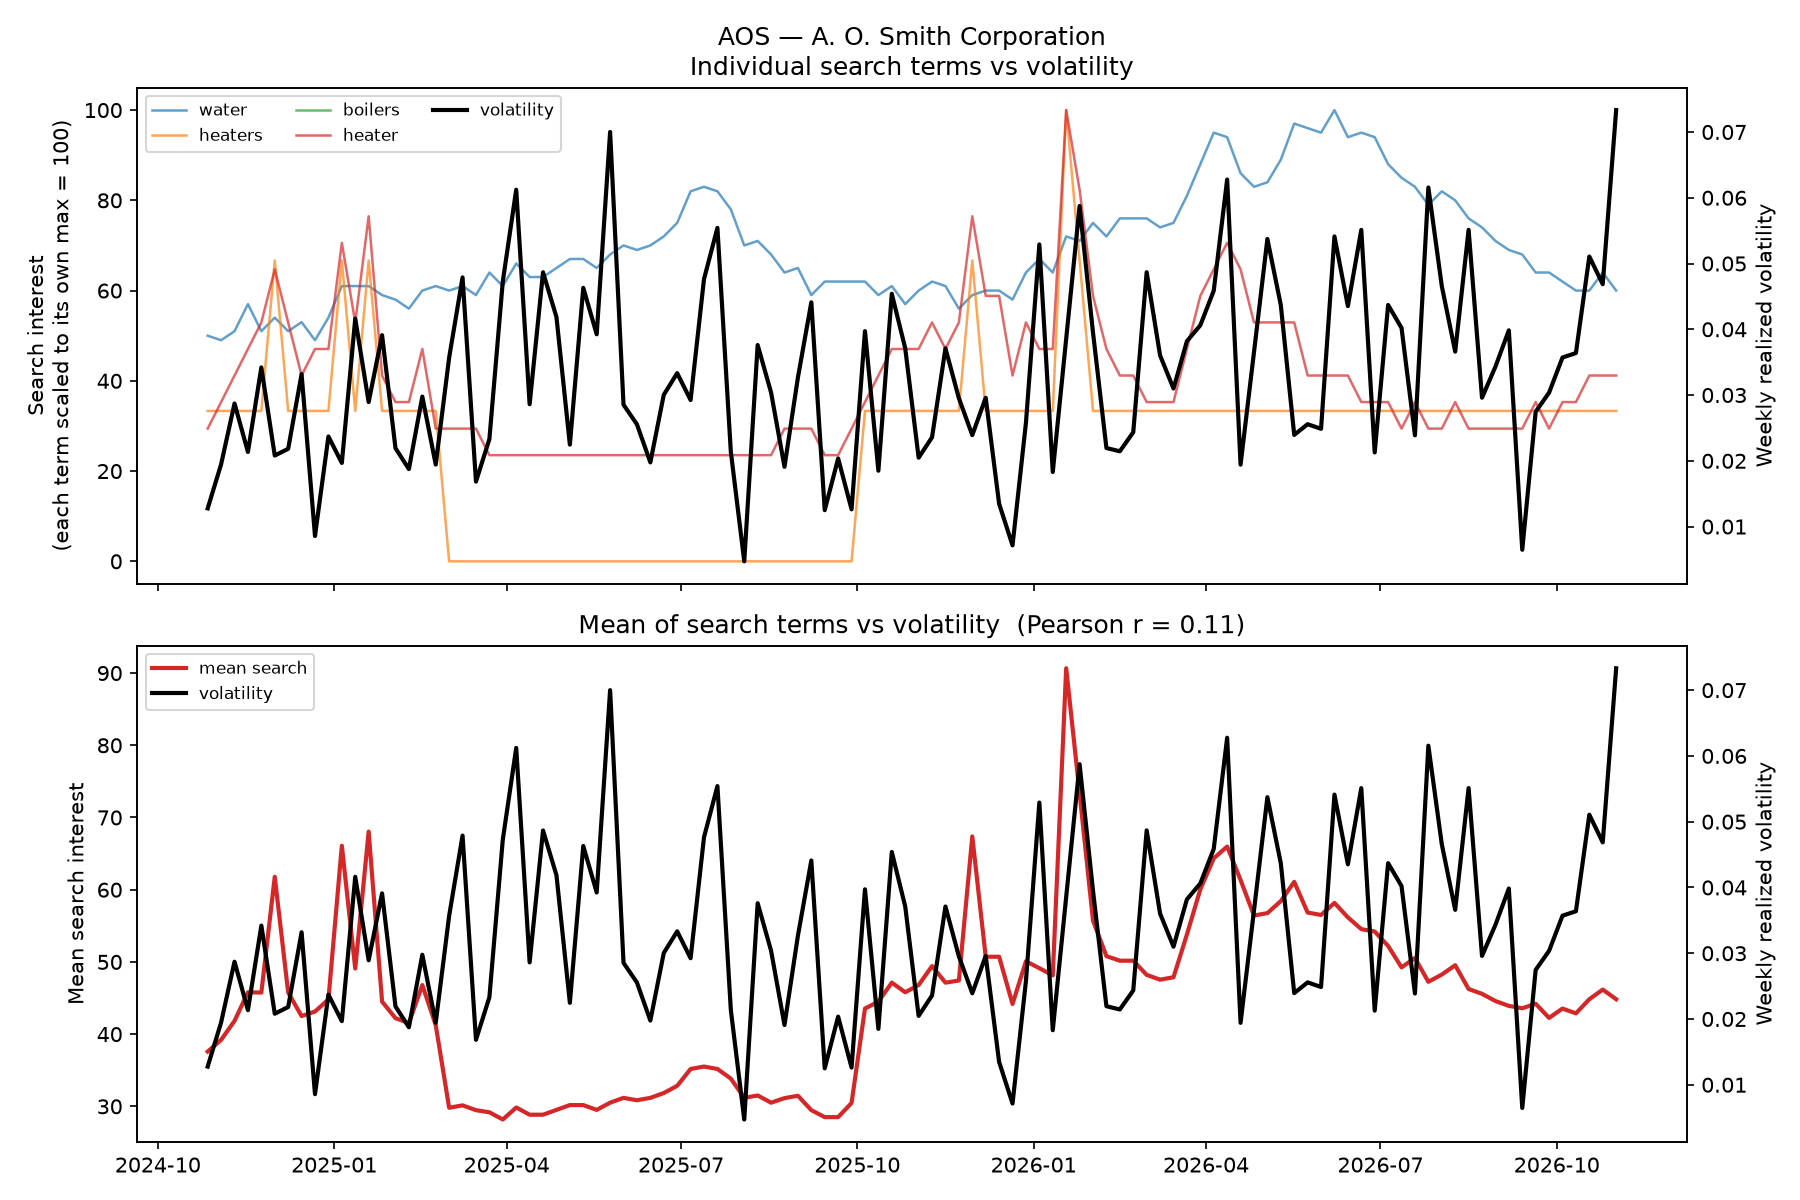 AOS — A. O. Smith Corporation
Individual search terms vs volatility
water
heaters
boilers
heater
volatility
Search interest
(each term scaled to its own max = 100)
100
80
60
40
20
0
Weekly realized volatility
0.07
0.06
0.05
0.04
0.03
0.02
0.01
Mean of search terms vs volatility (Pearson r = 0.11)
mean search
volatility
Mean search interest
90
80
70
60
50
40
30
Weekly realized volatility
0.07
0.06
0.05
0.04
0.03
0.02
0.01
2024-10
2025-01
2025-04
2025-07
2025-10
2026-01
2026-04
2026-07
2026-10